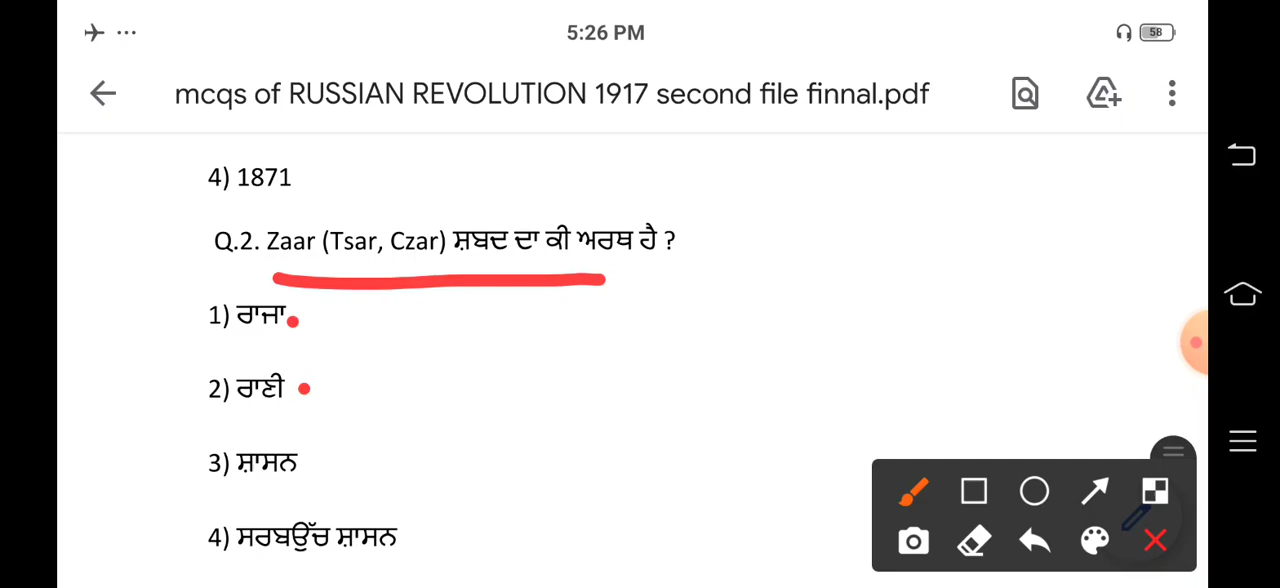 5:26 PM
58
mcqs of RUSSIAN REVOLUTION 1917 second file finnal.pdf
4) 1871
Q.2. Zaar (Tsar, Czar) ਸ਼ਬਦ ਦਾ ਕੀ ਅਰਥ ਹੈ ?
1) ਰਾਜਾ
2) ਰਾਣੀ
3) ਸ਼ਾਸਨ
4) ਸਰਬਉੱਚ ਸ਼ਾਸਨ